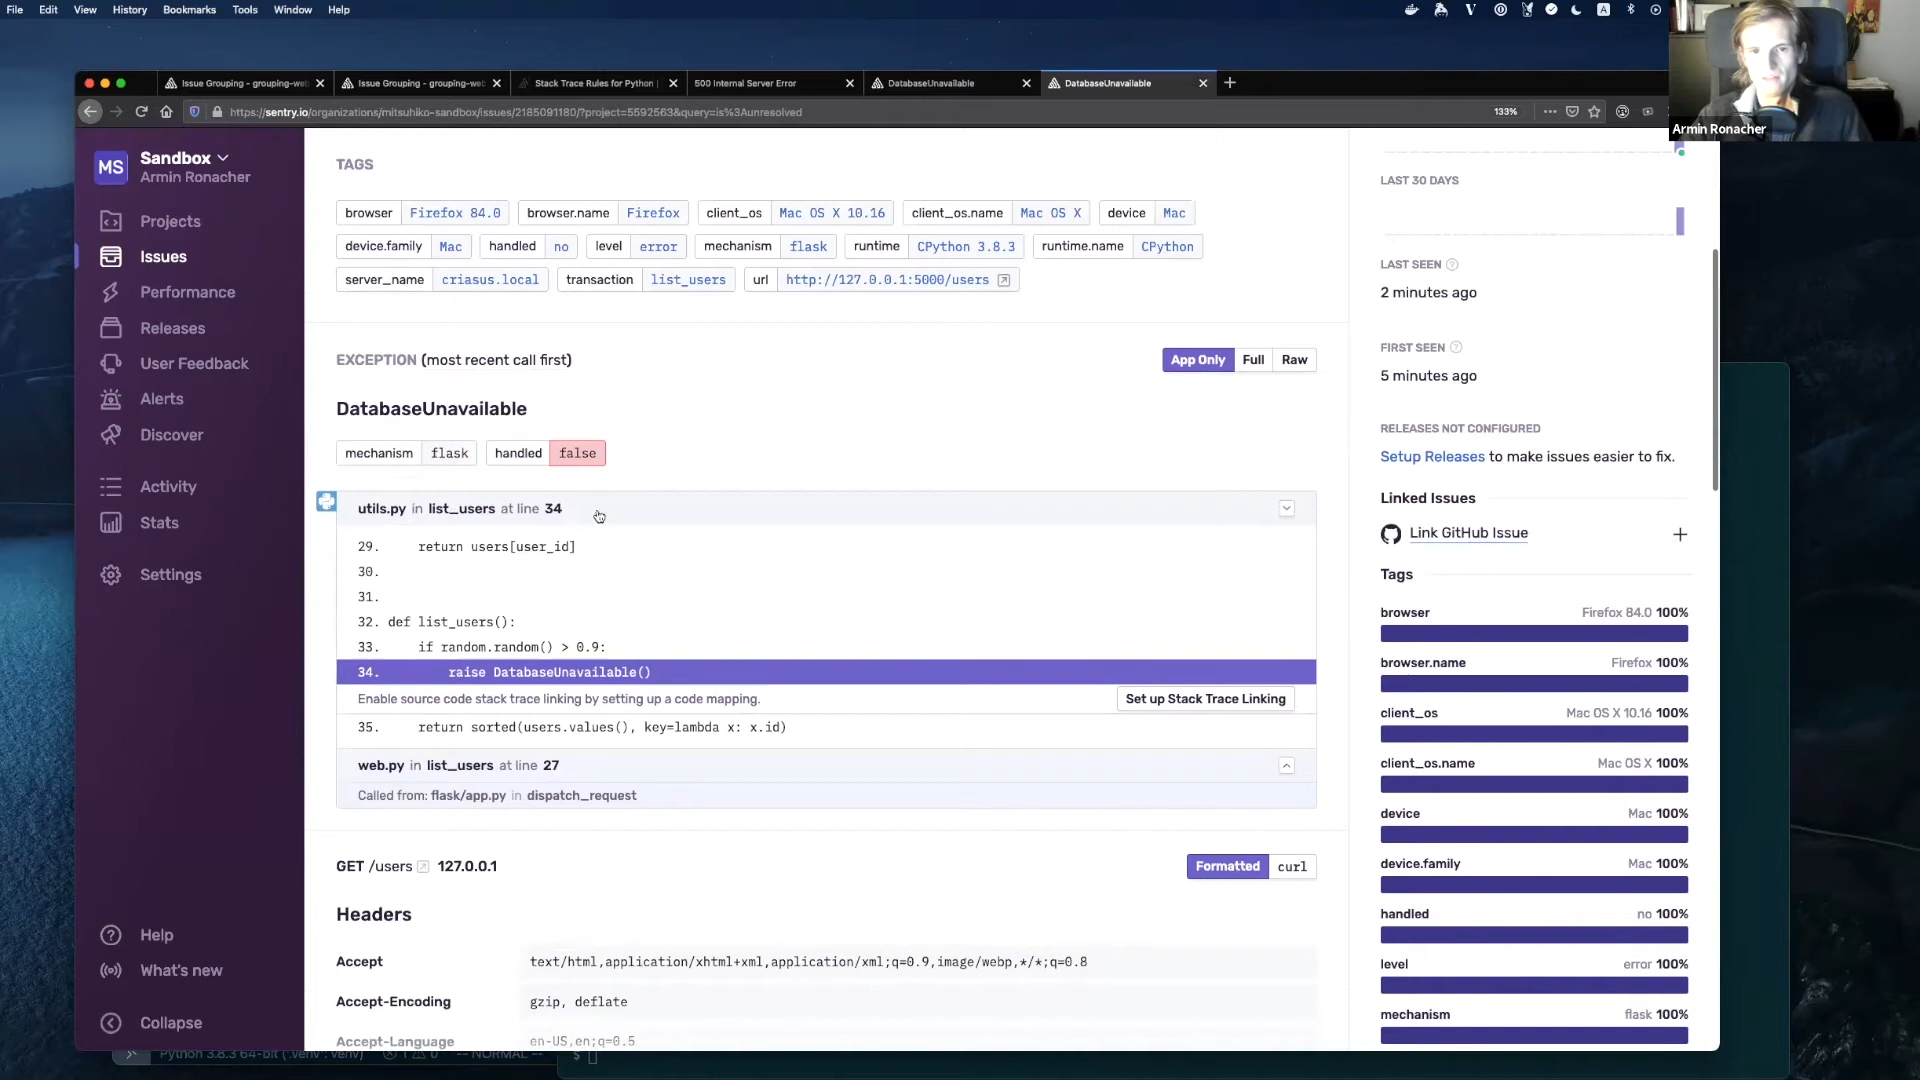 File Edit View History Bookmarks Tools Window Help
Issue Grouping - grouping-web
Issue Grouping - grouping-web
Stack Trace Rules for Python |
500 Internal Server Error
DatabaseUnavailable
DatabaseUnavailable
https://sentry.io/organizations/mitsuhiko-sandbox/issues/2185091180/?project=5592563&query=is%3Aunresolved
133%
Armin Ronacher
MS
Sandbox
Armin Ronacher
Projects
Issues
Performance
Releases
User Feedback
Alerts
Discover
Activity
Stats
Settings
Help
What's new
Collapse
TAGS
browser Firefox 84.0 browser.name Firefox client_os Mac OS X 10.16 client_os.name Mac OS X device Mac
device.family Mac handled no level error mechanism flask runtime CPython 3.8.3 runtime.name CPython
server_name criasus.local transaction list_users url http://127.0.0.1:5000/users
EXCEPTION (most recent call first)
App Only Full Raw
DatabaseUnavailable
mechanism flask handled false
utils.py in list_users at line 34
29. return users[user_id]
30.
31.
32. def list_users():
33. if random.random() > 0.9:
34. raise DatabaseUnavailable()
Enable source code stack trace linking by setting up a code mapping.
Set up Stack Trace Linking
35. return sorted(users.values(), key=lambda x: x.id)
web.py in list_users at line 27
Called from: flask/app.py in dispatch_request
GET /users 127.0.0.1
Formatted curl
Headers
Accept text/html,application/xhtml+xml,application/xml;q=0.9,image/webp,*/*;q=0.8
Accept-Encoding gzip, deflate
Accept-Language en-US,en;q=0.5
LAST 30 DAYS
LAST SEEN
2 minutes ago
FIRST SEEN
5 minutes ago
RELEASES NOT CONFIGURED
Setup Releases to make issues easier to fix.
Linked Issues
Link GitHub Issue
Tags
browser Firefox 84.0 100%
browser.name Firefox 100%
client_os Mac OS X 10.16 100%
client_os.name Mac OS X 100%
device Mac 100%
device.family Mac 100%
handled no 100%
level error 100%
mechanism flask 100%
Python 3.8.3 64-bit ('.venv': venv) 1 0 -- NORMAL --
$